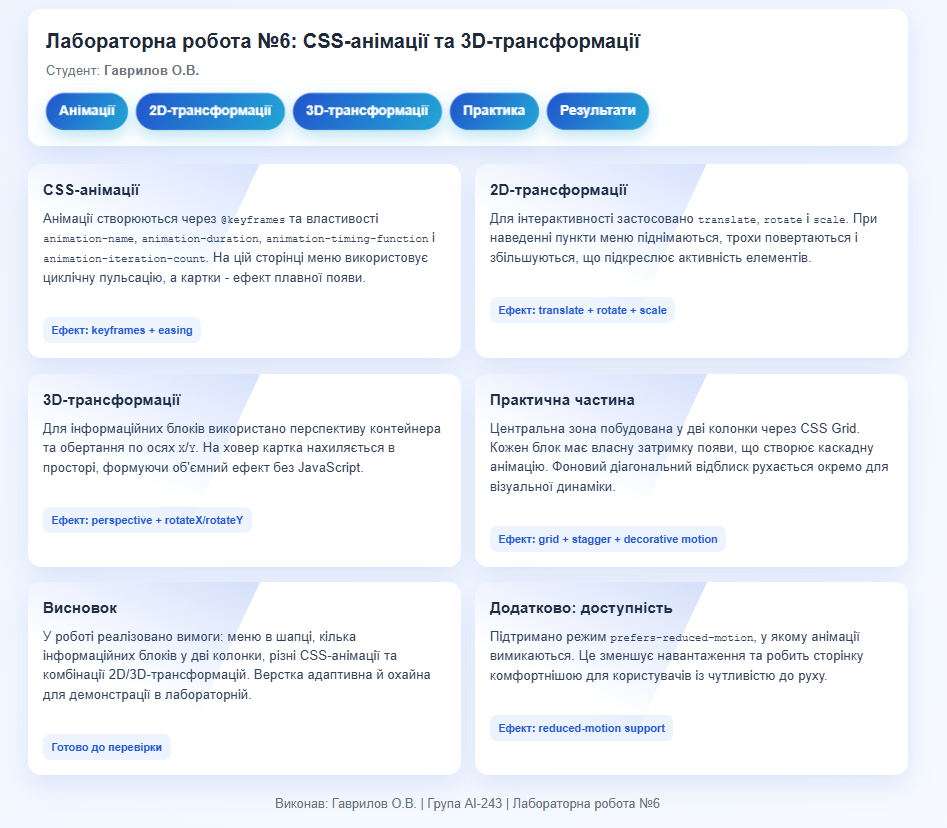 Лабораторна робота №6: CSS-анімації та 3D-трансформації
Студент: Гаврилов О.В.
Анімації
2D-трансформації
3D-трансформації
Практика
Результати
CSS-анімації
Анімації створюються через @keyframes та властивості
animation-name, animation-duration, animation-timing-function і
animation-iteration-count. На цій сторінці меню використовує
циклічну пульсацію, а картки - ефект плавної появи.
Ефект: keyframes + easing
2D-трансформації
Для інтерактивності застосовано translate, rotate і scale. При
наведенні пункти меню піднімаються, трохи повертаються і
збільшуються, що підкреслює активність елементів.
Ефект: translate + rotate + scale
3D-трансформації
Для інформаційних блоків використано перспективу контейнера
та обертання по осях X/Y. На ховер картка нахиляється в
просторі, формуючи об'ємний ефект без JavaScript.
Ефект: perspective + rotateX/rotateY
Практична частина
Центральна зона побудована у дві колонки через CSS Grid.
Кожен блок має власну затримку появи, що створює каскадну
анімацію. Фоновий діагональний відблиск рухається окремо для
візуальної динаміки.
Ефект: grid + stagger + decorative motion
Висновок
У роботі реалізовано вимоги: меню в шапці, кілька
інформаційних блоків у дві колонки, різні CSS-анімації та
комбінації 2D/3D-трансформацій. Верстка адаптивна й охайна
для демонстрації в лабораторній.
Готово до перевірки
Додатково: доступність
Підтримано режим prefers-reduced-motion, у якому анімації
вимикаються. Це зменшує навантаження та робить сторінку
комфортнішою для користувачів із чутливістю до руху.
Ефект: reduced-motion support
Виконав: Гаврилов О.В. | Група АІ-243 | Лабораторна робота №6